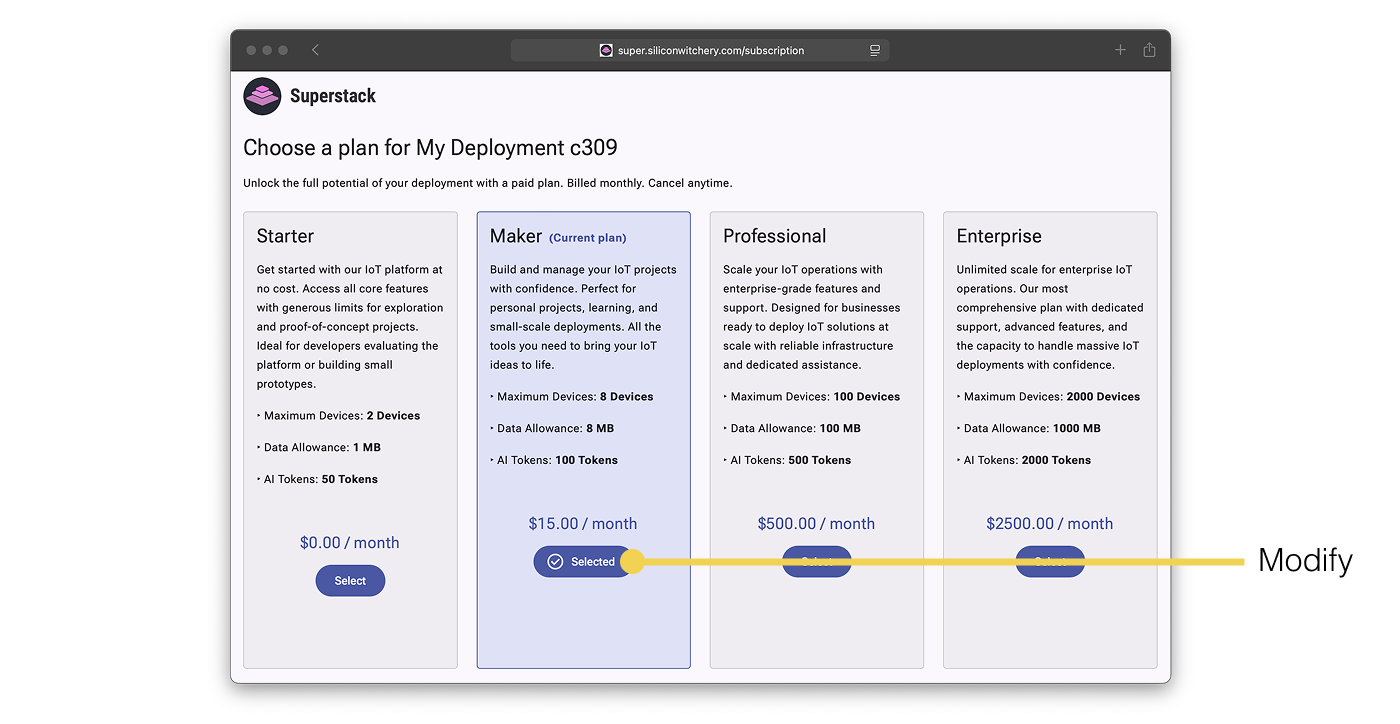 super.siliconwitchery.com/subscription
Superstack
Choose a plan for My Deployment c309
Unlock the full potential of your deployment with a paid plan. Billed monthly. Cancel anytime.
Starter
Get started with our IoT platform at
no cost. Access all core features
with generous limits for exploration
and proof-of-concept projects.
Ideal for developers evaluating the
platform or building small
prototypes.
‣ Maximum Devices: 2 Devices
‣ Data Allowance: 1 MB
‣ AI Tokens: 50 Tokens
$0.00 / month
Select
Maker (Current plan)
Build and manage your IoT projects
with confidence. Perfect for
personal projects, learning, and
small-scale deployments. All the
tools you need to bring your IoT
ideas to life.
‣ Maximum Devices: 8 Devices
‣ Data Allowance: 8 MB
‣ AI Tokens: 100 Tokens
$15.00 / month
Selected
Professional
Scale your IoT operations with
enterprise-grade features and
support. Designed for businesses
ready to deploy IoT solutions at
scale with reliable infrastructure
and dedicated assistance.
‣ Maximum Devices: 100 Devices
‣ Data Allowance: 100 MB
‣ AI Tokens: 500 Tokens
$500.00 / month
Enterprise
Unlimited scale for enterprise IoT
operations. Our most
comprehensive plan with dedicated
support, advanced features, and
the capacity to handle massive IoT
deployments with confidence.
‣ Maximum Devices: 2000 Devices
‣ Data Allowance: 1000 MB
‣ AI Tokens: 2000 Tokens
$2500.00 / month
Modify